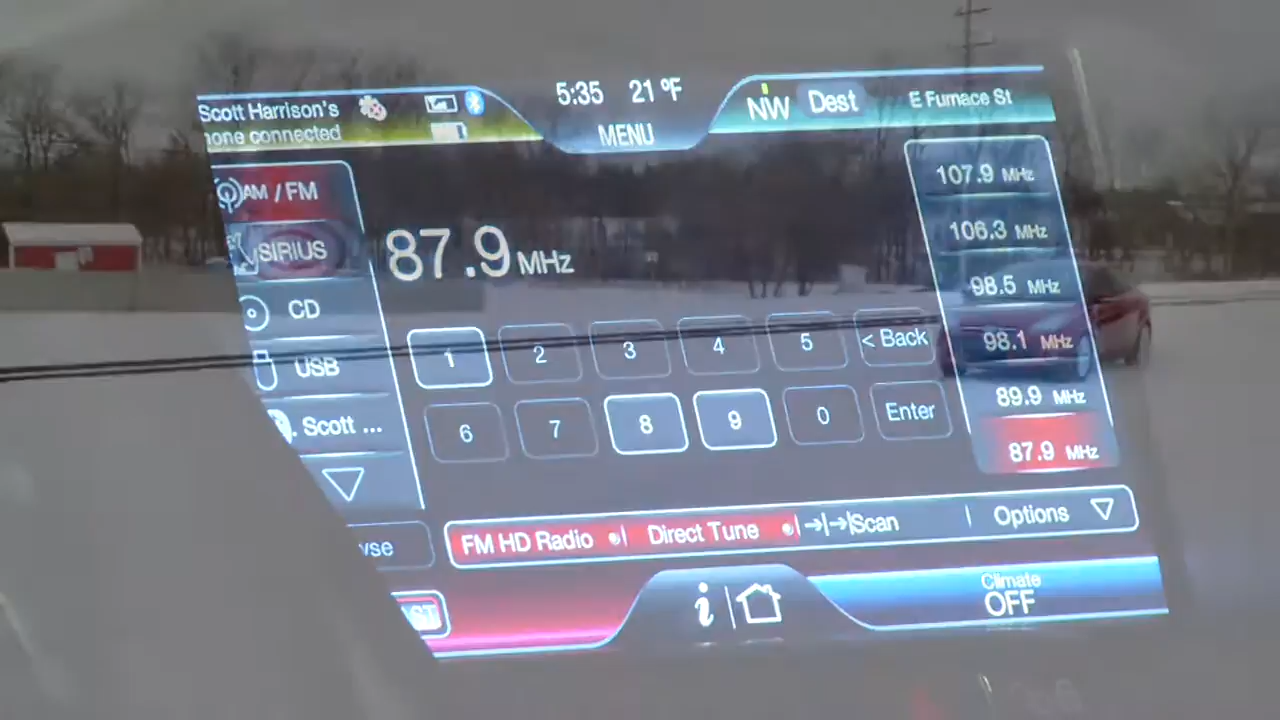 Scott Harrison's
hone connected
5:35 21 °F
MENU
NW Dest E Furnace St
AM / FM
SIRIUS
CD
USB
. Scott ...
87.9 MHz
1 2 3 4 5 < Back
6 7 8 9 0 Enter
107.9 MHz
106.3 MHz
98.5 MHz
98.1 MHz
89.9 MHz
87.9 MHz
wse
FM HD Radio Direct Tune Scan Options
AST
i
Climate
OFF